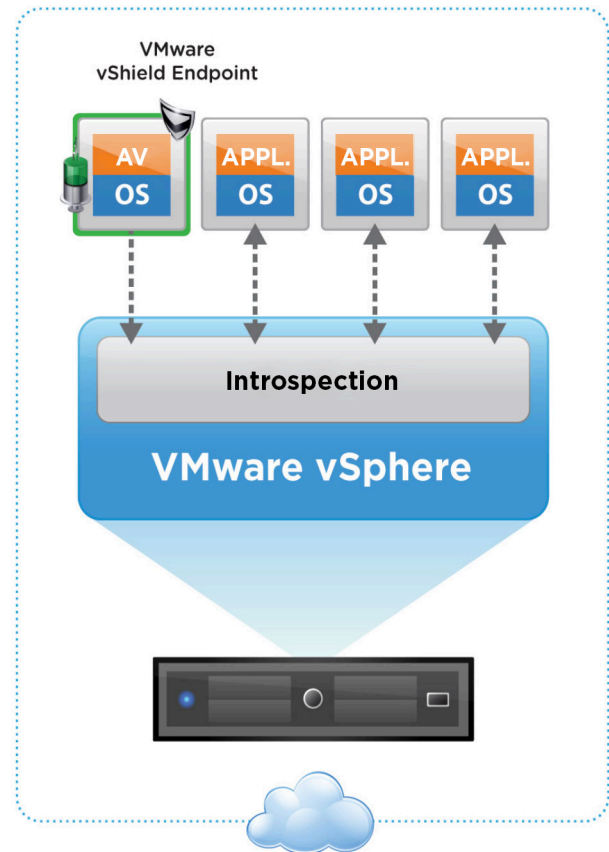 VMware
vShield Endpoint
AV
OS
APPL.
OS
APPL.
OS
APPL.
OS
Introspection
VMware vSphere